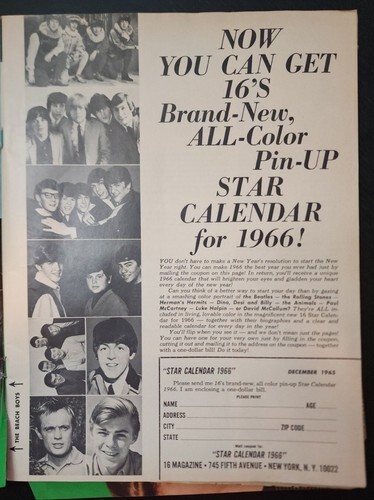 NOW
YOU CAN GET
16'S
Brand-New,
ALL-Color
Pin-UP
STAR
CALENDAR
for 1966!
YOU don't have to make a New Year's resolution to start the New
Year right. You can make 1966 the best year you ever had just by
mailing the coupon on this page! In return, you'll receive a unique
1966 calendar that will brighten your eyes and gladden your heart
every day of the new year!
Can you think of a better way to start your day than by gazing
at a smashing color portrait of the Beatles — the Rolling Stones —
Herman's Hermits — Dino, Desi and Billy — the Animals — Paul
McCartney — Luke Halpin — or David McCallum? They're ALL in-
cluded in living, lovable color in the magnificent new 16 Star Calen-
dar for 1966 — together with their biographies and a clear and
readable calendar for every day in the year!
You'll flip when you see it — and we don't mean just the pages!
You can have one for your very own just by filling in the coupon,
cutting it out and mailing it to the address on the coupon — together
with a one-dollar bill! Do it today!
"STAR CALENDAR 1966" DECEMBER 1965
Please send me 16's brand-new, all color pin-up Star Calendar
1966. I am enclosing a one-dollar bill.
PLEASE PRINT
NAME AGE
ADDRESS
CITY ZIP CODE
STATE
Mail coupon to:
"STAR CALENDAR 1966"
16 MAGAZINE • 745 FIFTH AVENUE • NEW YORK, N. Y. 10022
← THE BEACH BOYS →